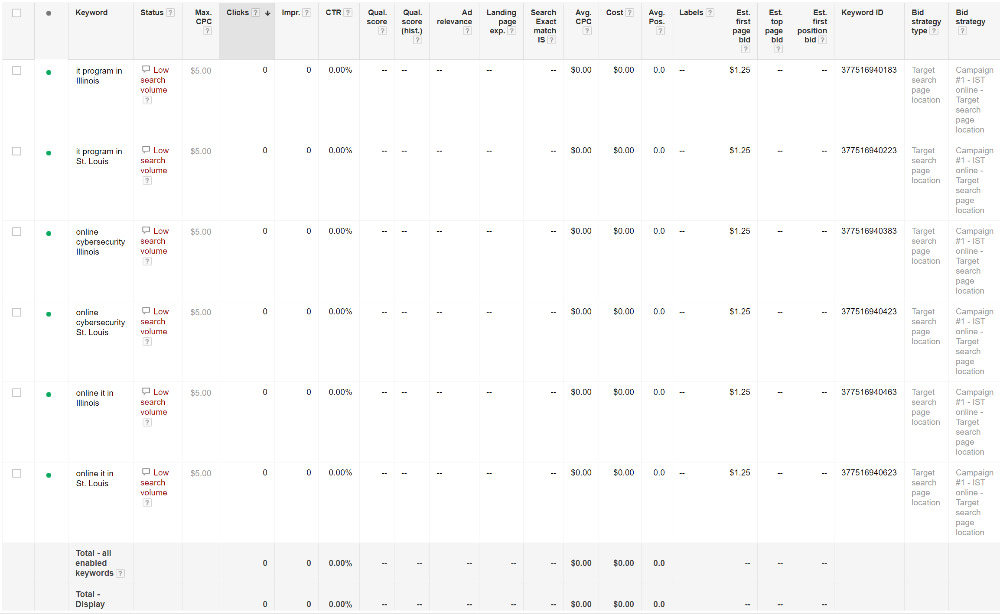 Keyword Status ? Max. CPC ? Clicks ? Impr. ? CTR ? Qual. score ? Qual. score (hist.) ? Ad relevance ? Landing page exp. ? Search Exact match IS ? Avg. CPC ? Cost ? Avg. Pos. ? Labels ? Est. first page bid ? Est. top page bid ? Est. first position bid ? Keyword ID Bid strategy type ? Bid strategy ?
it program in Illinois Low search volume ? $5.00 0 0 0.00% -- -- -- -- -- $0.00 $0.00 0.0 -- $1.25 -- -- 377516940183 Target search page location Campaign #1 - IST online - Target search page location
it program in St. Louis Low search volume ? $5.00 0 0 0.00% -- -- -- -- -- $0.00 $0.00 0.0 -- $1.25 -- -- 377516940223 Target search page location Campaign #1 - IST online - Target search page location
online cybersecurity Illinois Low search volume ? $5.00 0 0 0.00% -- -- -- -- -- $0.00 $0.00 0.0 -- $1.25 -- -- 377516940383 Target search page location Campaign #1 - IST online - Target search page location
online cybersecurity St. Louis Low search volume ? $5.00 0 0 0.00% -- -- -- -- -- $0.00 $0.00 0.0 -- $1.25 -- -- 377516940423 Target search page location Campaign #1 - IST online - Target search page location
online it in Illinois Low search volume ? $5.00 0 0 0.00% -- -- -- -- -- $0.00 $0.00 0.0 -- $1.25 -- -- 377516940463 Target search page location Campaign #1 - IST online - Target search page location
online it in St. Louis Low search volume ? $5.00 0 0 0.00% -- -- -- -- -- $0.00 $0.00 0.0 -- $1.25 -- -- 377516940623 Target search page location Campaign #1 - IST online - Target search page location
Total - all enabled keywords ? 0 0 0.00% -- -- -- -- -- $0.00 $0.00 0.0 -- -- --
Total - Display 0 0 0.00% -- -- -- -- -- $0.00 $0.00 0.0 -- -- --